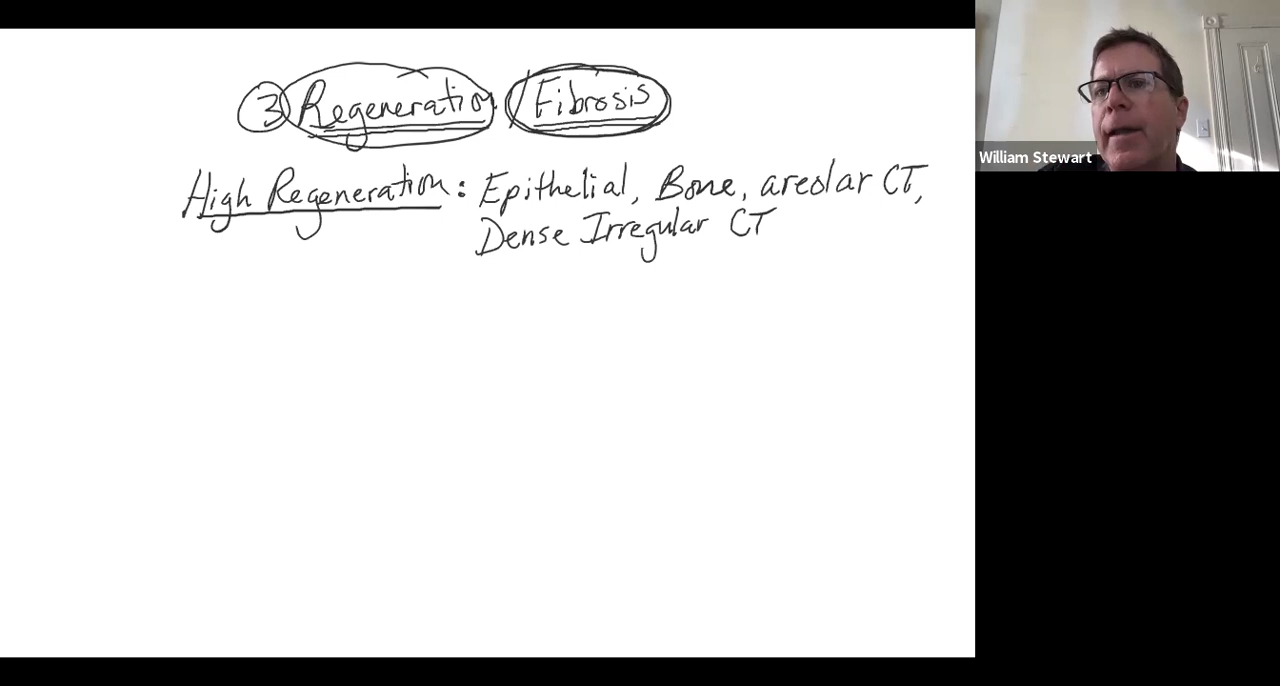 ③ Regeneration Fibrosis
High Regeneration: Epithelial, Bone, areolar CT,
Dense Irregular CT
William Stewart